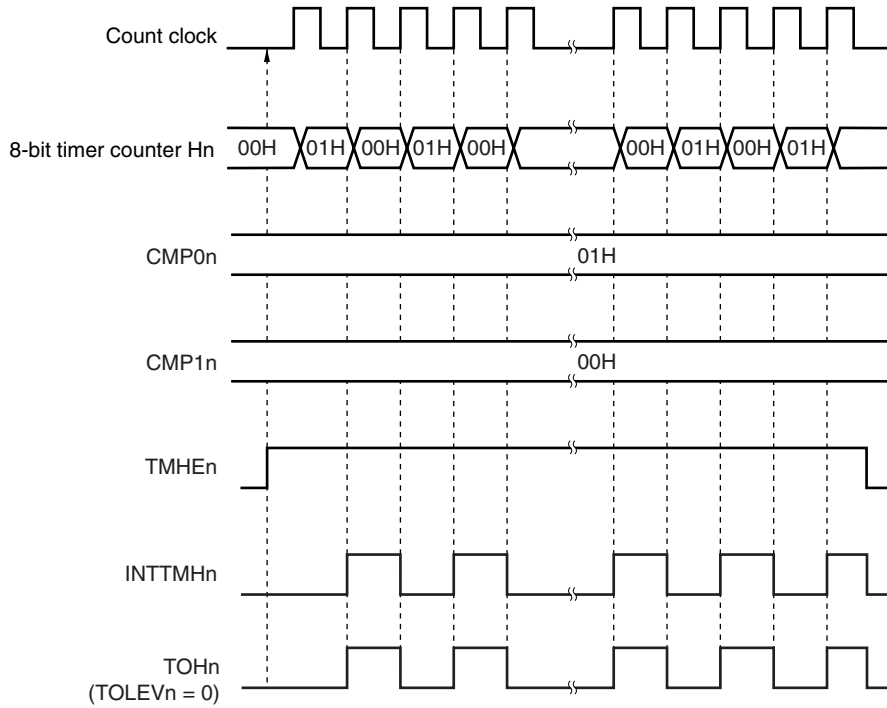 Count clock
8-bit timer counter Hn 00H 01H 00H 01H 00H 00H 01H 00H 01H
CMP0n 01H
CMP1n 00H
TMHEn
INTTMHn
TOHn
(TOLEVn = 0)